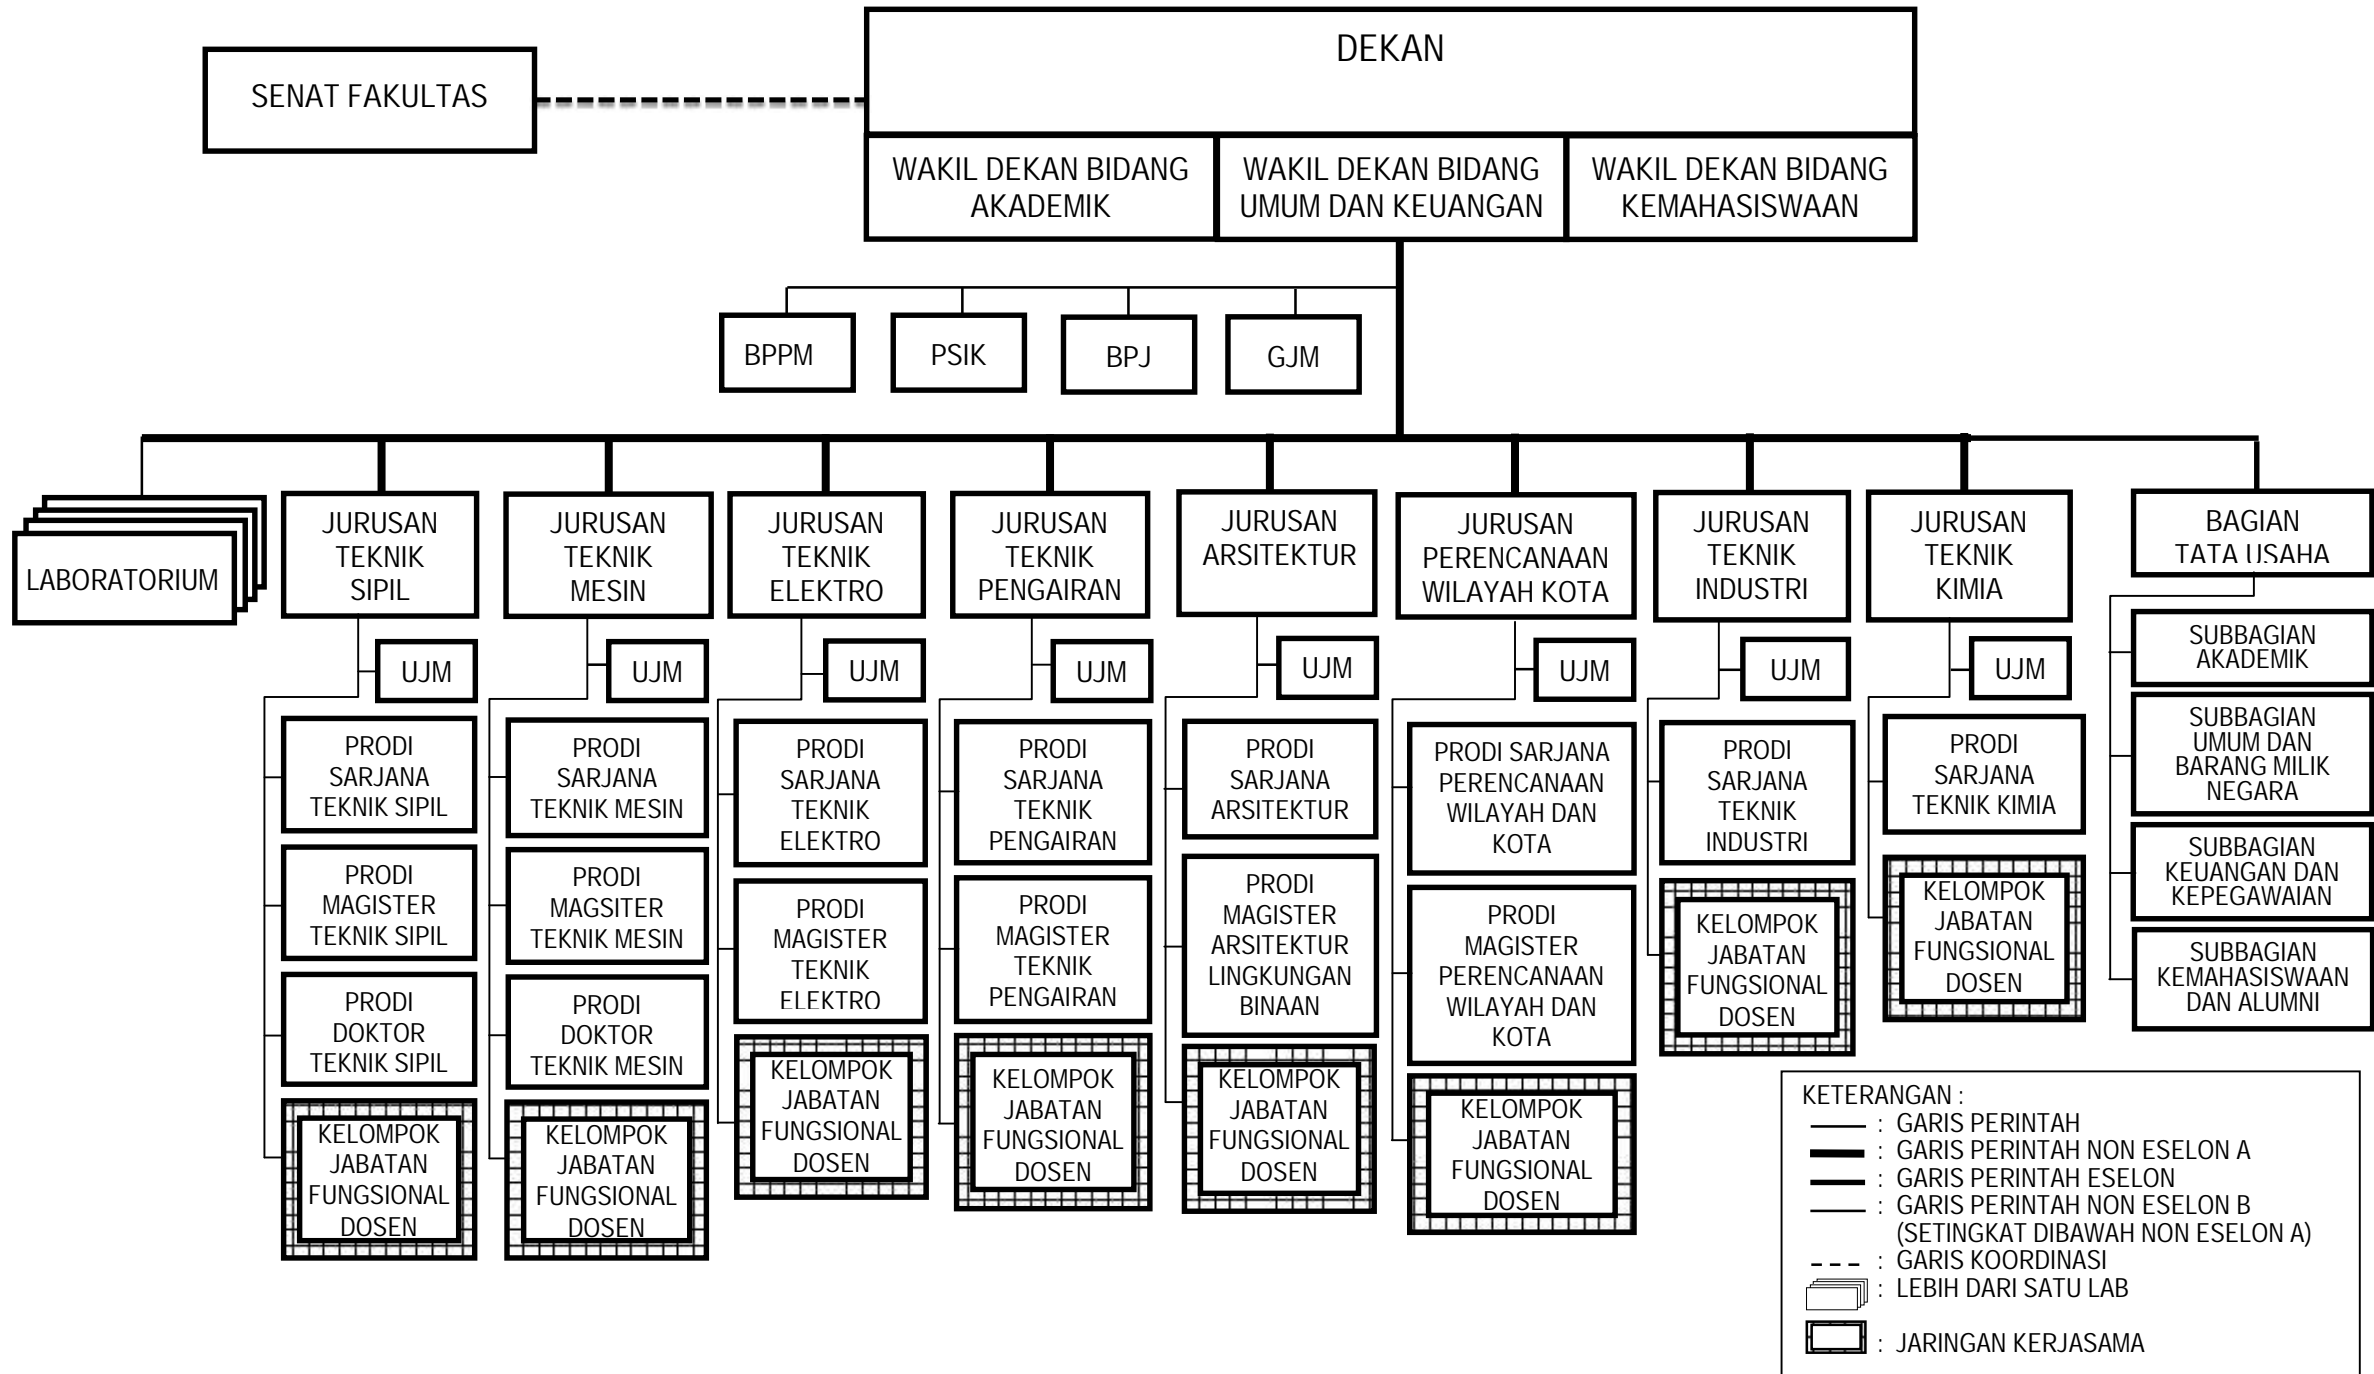 DEKAN
SENAT FAKULTAS
WAKIL DEKAN BIDANG
AKADEMIK
WAKIL DEKAN BIDANG
UMUM DAN KEUANGAN
WAKIL DEKAN BIDANG
KEMAHASISWAAN
BPPM
PSIK
BPJ
GJM
LABORATORIUM
JURUSAN
TEKNIK
SIPIL
UJM
PRODI
SARJANA
TEKNIK SIPIL
PRODI
MAGISTER
TEKNIK SIPIL
PRODI
DOKTOR
TEKNIK SIPIL
KELOMPOK
JABATAN
FUNGSIONAL
DOSEN
JURUSAN
TEKNIK
MESIN
UJM
PRODI
SARJANA
TEKNIK MESIN
PRODI
MAGSITER
TEKNIK MESIN
PRODI
DOKTOR
TEKNIK MESIN
KELOMPOK
JABATAN
FUNGSIONAL
DOSEN
JURUSAN
TEKNIK
ELEKTRO
UJM
PRODI
SARJANA
TEKNIK
ELEKTRO
PRODI
MAGISTER
TEKNIK
ELEKTRO
KELOMPOK
JABATAN
FUNGSIONAL
DOSEN
JURUSAN
TEKNIK
PENGAIRAN
UJM
PRODI
SARJANA
TEKNIK
PENGAIRAN
PRODI
MAGISTER
TEKNIK
PENGAIRAN
KELOMPOK
JABATAN
FUNGSIONAL
DOSEN
JURUSAN
ARSITEKTUR
UJM
PRODI
SARJANA
ARSITEKTUR
PRODI
MAGISTER
ARSITEKTUR
LINGKUNGAN
BINAAN
KELOMPOK
JABATAN
FUNGSIONAL
DOSEN
JURUSAN
PERENCANAAN
WILAYAH KOTA
UJM
PRODI SARJANA
PERENCANAAN
WILAYAH DAN
KOTA
PRODI
MAGISTER
PERENCANAAN
WILAYAH DAN
KOTA
KELOMPOK
JABATAN
FUNGSIONAL
DOSEN
JURUSAN
TEKNIK
INDUSTRI
UJM
PRODI
SARJANA
TEKNIK
INDUSTRI
KELOMPOK
JABATAN
FUNGSIONAL
DOSEN
JURUSAN
TEKNIK
KIMIA
UJM
PRODI
SARJANA
TEKNIK KIMIA
KELOMPOK
JABATAN
FUNGSIONAL
DOSEN
BAGIAN
TATA USAHA
SUBBAGIAN
AKADEMIK
SUBBAGIAN
UMUM DAN
BARANG MILIK
NEGARA
SUBBAGIAN
KEUANGAN DAN
KEPEGAWAIAN
SUBBAGIAN
KEMAHASISWAAN
DAN ALUMNI
KETERANGAN :
: GARIS PERINTAH
: GARIS PERINTAH NON ESELON A
: GARIS PERINTAH ESELON
: GARIS PERINTAH NON ESELON B
(SETINGKAT DIBAWAH NON ESELON A)
: GARIS KOORDINASI
: LEBIH DARI SATU LAB
: JARINGAN KERJASAMA